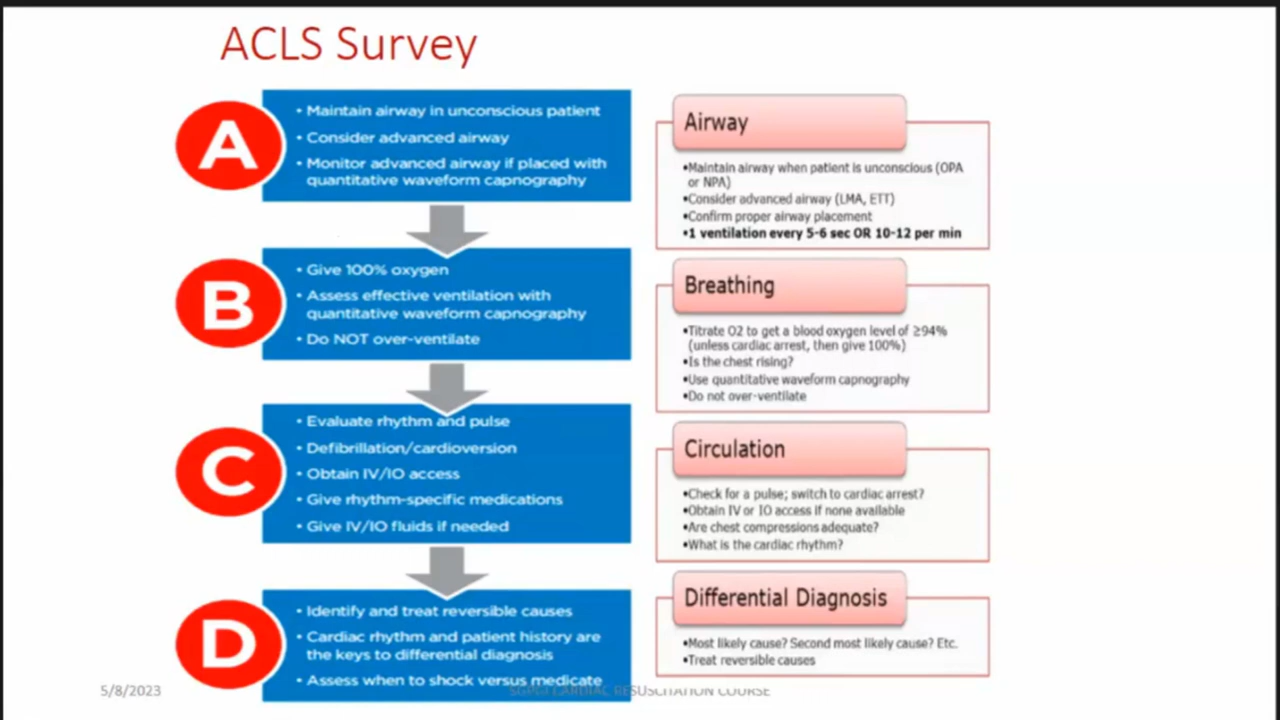 ACLS Survey
A
• Maintain airway in unconscious patient
• Consider advanced airway
• Monitor advanced airway if placed with
quantitative waveform capnography
B
• Give 100% oxygen
• Assess effective ventilation with
quantitative waveform capnography
• Do NOT over-ventilate
C
• Evaluate rhythm and pulse
• Defibrillation/cardioversion
• Obtain IV/IO access
• Give rhythm-specific medications
• Give IV/IO fluids if needed
D
• Identify and treat reversible causes
• Cardiac rhythm and patient history are
the keys to differential diagnosis
• Assess when to shock versus medicate
Airway
•Maintain airway when patient is unconscious (OPA
or NPA)
•Consider advanced airway (LMA, ETT)
•Confirm proper airway placement
•1 ventilation every 5-6 sec OR 10-12 per min
Breathing
•Titrate O2 to get a blood oxygen level of ≥94%
(unless cardiac arrest, then give 100%)
•Is the chest rising?
•Use quantitative waveform capnography
•Do not over-ventilate
Circulation
•Check for a pulse; switch to cardiac arrest?
•Obtain IV or IO access if none available
•Are chest compressions adequate?
•What is the cardiac rhythm?
Differential Diagnosis
•Most likely cause? Second most likely cause? Etc.
•Treat reversible causes
5/8/2023
CARDIAC RESUSCITATION COURSE